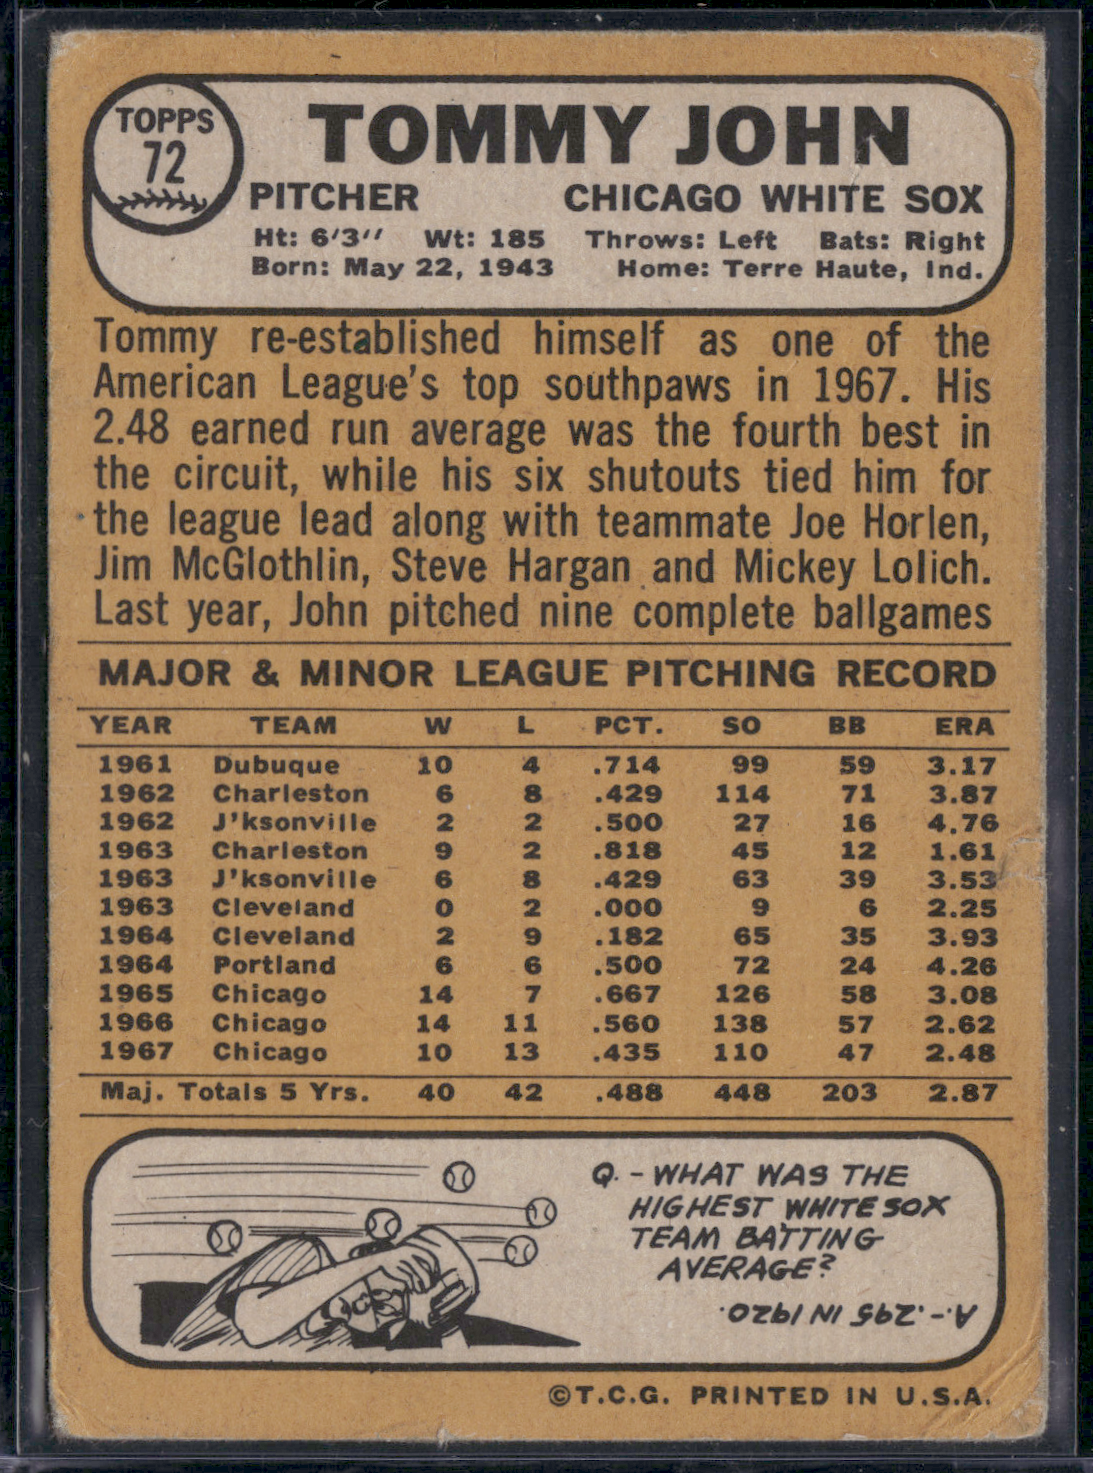 TOPPS
72
TOMMY JOHN
PITCHER CHICAGO WHITE SOX
Ht: 6'3'' Wt: 185 Throws: Left Bats: Right
Born: May 22, 1943 Home: Terre Haute, Ind.
Tommy re-established himself as one of the
American League's top southpaws in 1967. His
2.48 earned run average was the fourth best in
the circuit, while his six shutouts tied him for
the league lead along with teammate Joe Horlen,
Jim McGlothlin, Steve Hargan and Mickey Lolich.
Last year, John pitched nine complete ballgames
MAJOR & MINOR LEAGUE PITCHING RECORD
YEAR TEAM W L PCT. SO BB ERA
1961 Dubuque 10 4 .714 99 59 3.17
1962 Charleston 6 8 .429 114 71 3.87
1962 J'ksonville 2 2 .500 27 16 4.76
1963 Charleston 9 2 .818 45 12 1.61
1963 J'ksonville 6 8 .429 63 39 3.53
1963 Cleveland 0 2 .000 9 6 2.25
1964 Cleveland 2 9 .182 65 35 3.93
1964 Portland 6 6 .500 72 24 4.26
1965 Chicago 14 7 .667 126 58 3.08
1966 Chicago 14 11 .560 138 57 2.62
1967 Chicago 10 13 .435 110 47 2.48
Maj. Totals 5 Yrs. 40 42 .488 448 203 2.87
Q. - WHAT WAS THE
HIGHEST WHITE SOX
TEAM BATTING
AVERAGE?
A.- .295 IN 1920.
©T.C.G. PRINTED IN U.S.A.